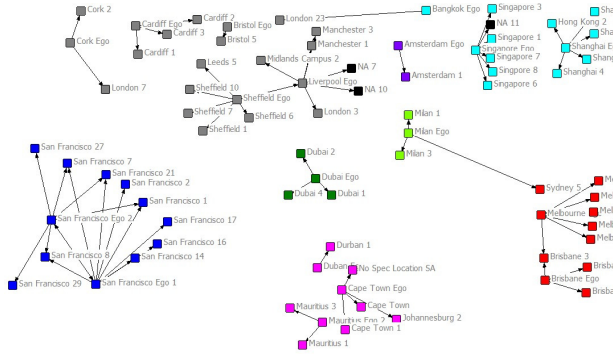 Cork 2
Cork Ego
London 7
Cardiff Ego
Cardiff 2
Cardiff 3
Cardiff 1
Bristol Ego
Bristol 5
London 23
Manchester 3
Manchester 1
Midlands Campus 2
NA 7
Liverpool Ego
NA 10
London 3
Leeds 5
Sheffield 10
Sheffield Ego
Sheffield 7
Sheffield 6
Sheffield 1
Bangkok Ego
Amsterdam Ego
Amsterdam 1
Singapore 3
NA 11
Singapore 1
Singapore Ego
Singapore 7
Singpore 8
Singapore 6
Hong Kong 2
Shanghai E
Shanghai 4
Milan 1
Milan Ego
Milan 3
Sydney 5
Melbourne
Brisbane 3
Brisbane Ego
Dubai 2
Dubai Ego
Dubai 4
Dubai 1
San Francisco 27
San Francisco 7
San Francisco 21
San Francisco 2
San Francisco 1
San Francisco Ego 2
San Francisco 17
San Francisco 16
San Francisco 8
San Francisco 14
San Francisco 29
San Francisco Ego 1
Durban 1
No Spec Location SA
Cape Town Ego
Cape Town
Mauritius 3
Mauritius Ego 2
Johannesburg 2
Cape Town 1
Mauritius 1